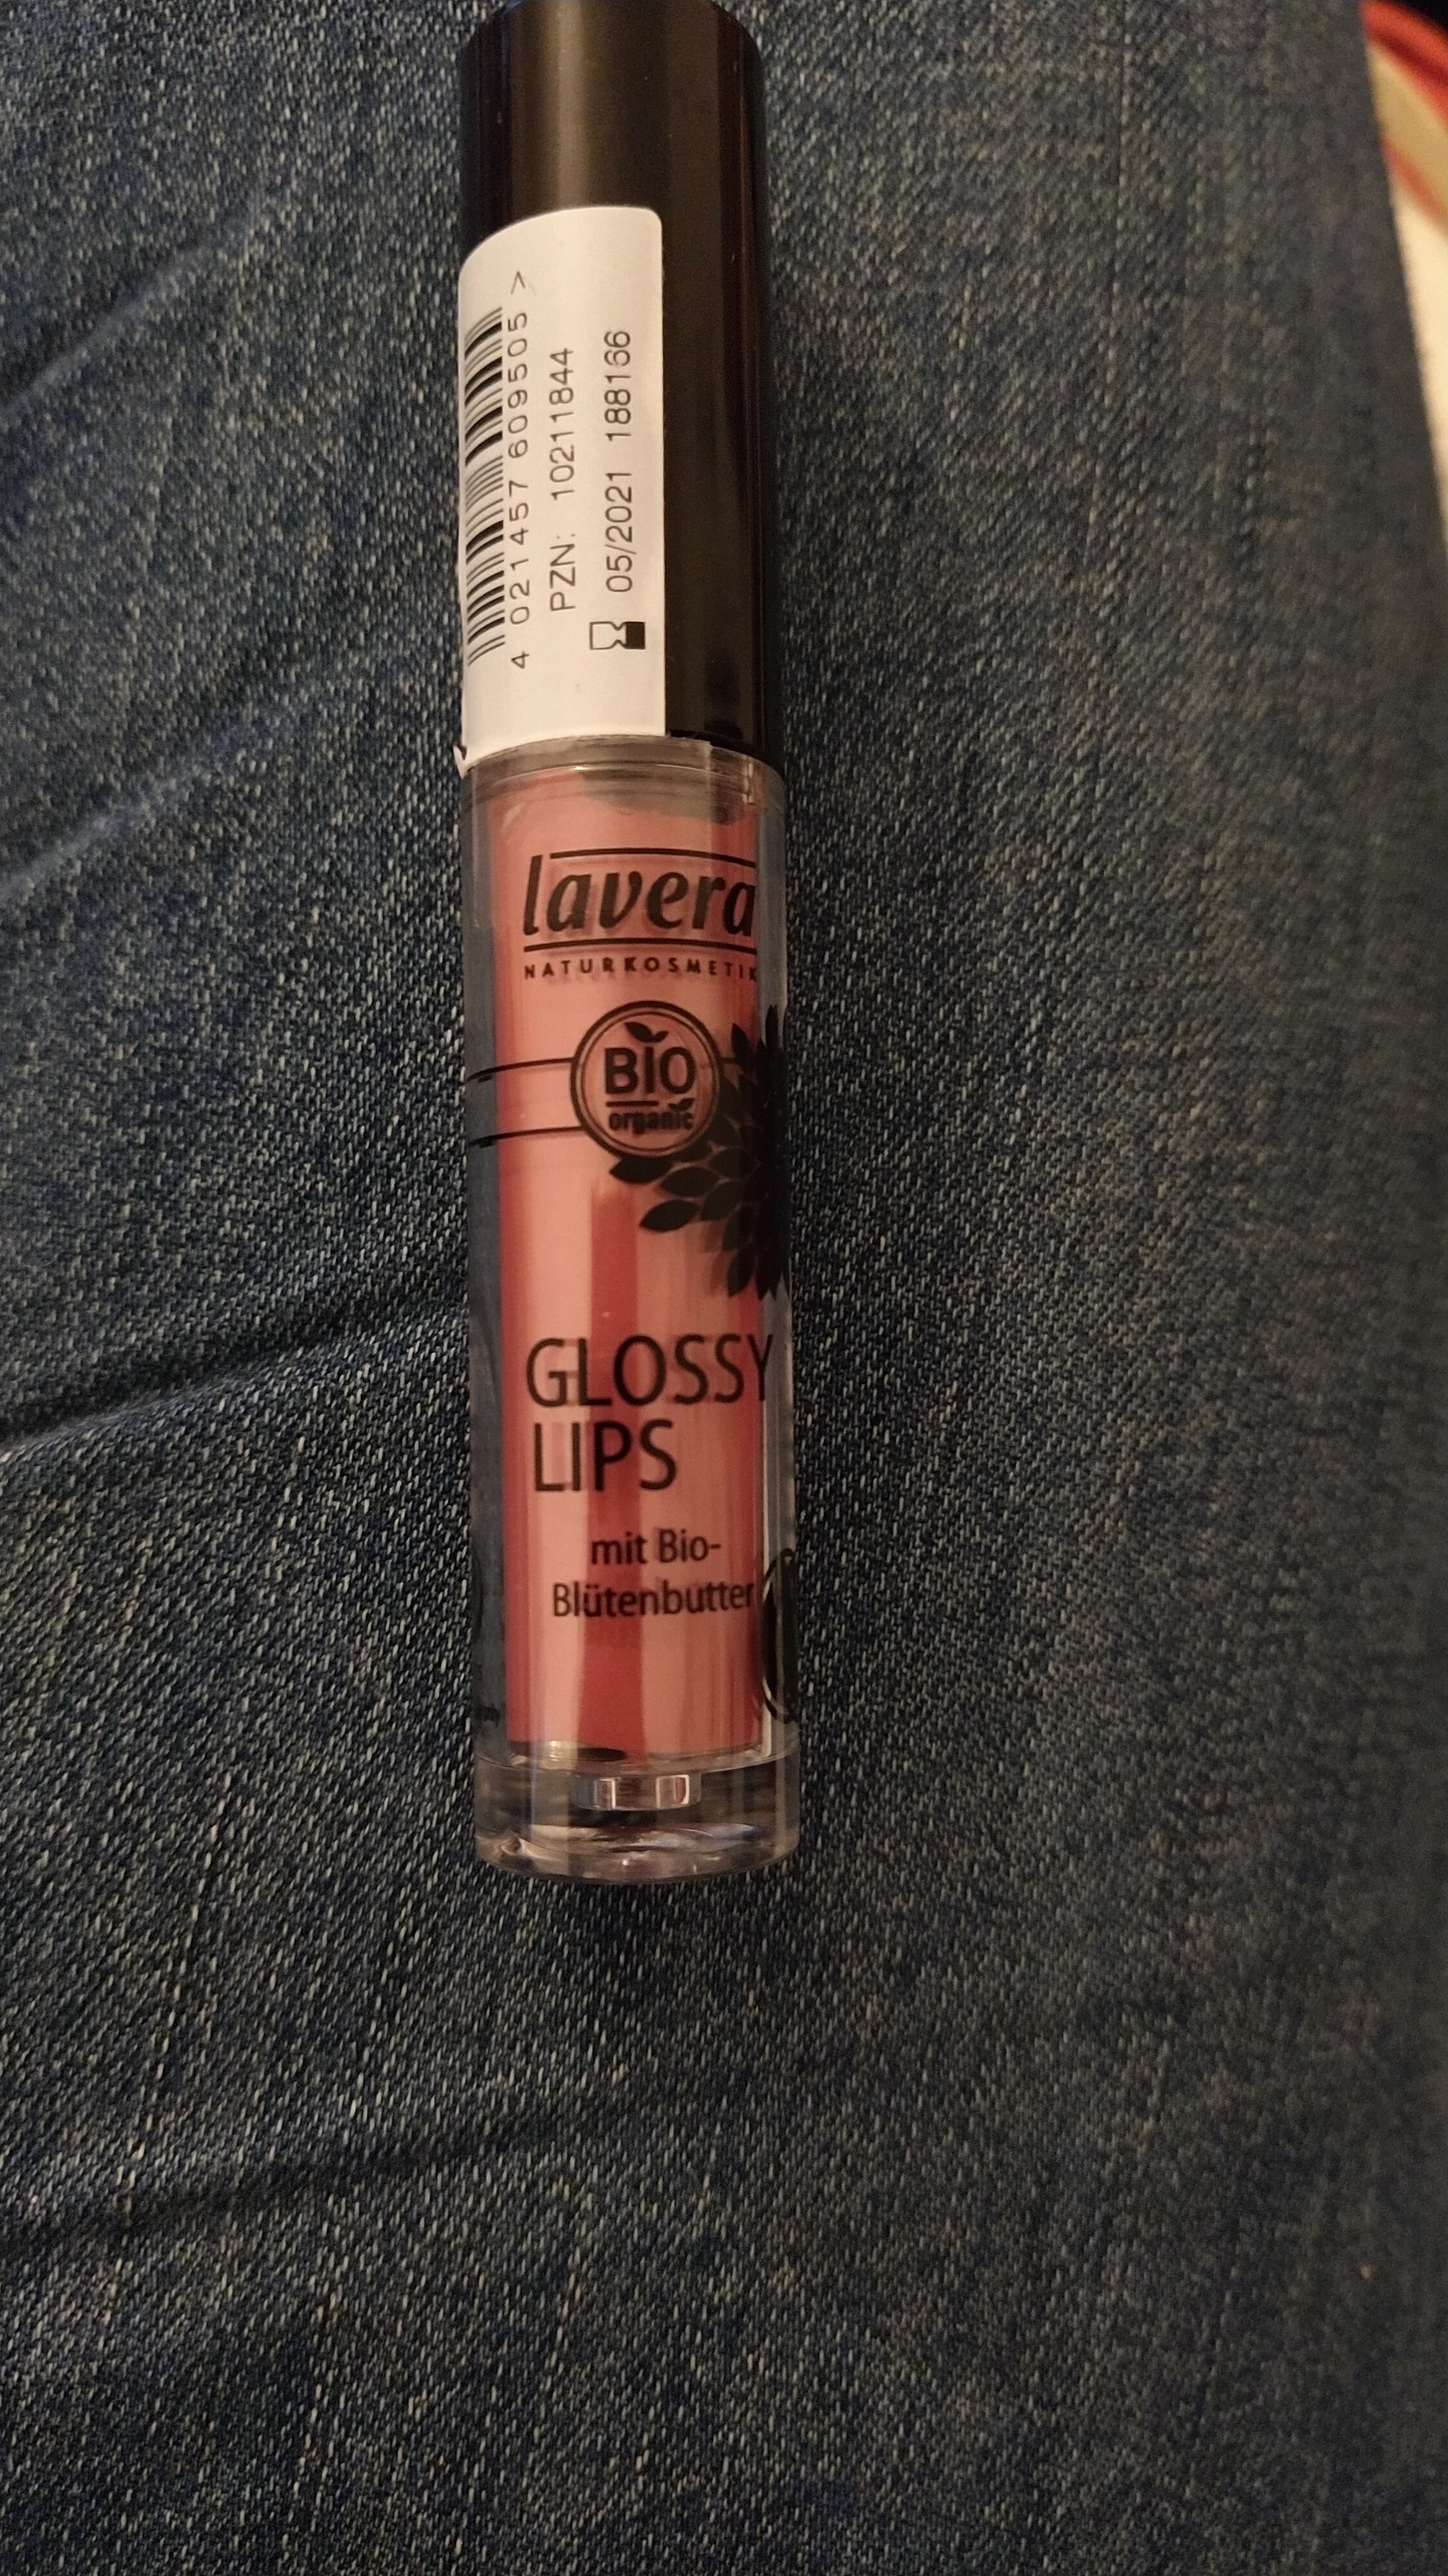 4 021457 609505 >
PZN: 10211844
05/2021 188166
lavera
NATURKOSMETIK
BIO
organic
GLOSSY
LIPS
mit Bio-
Blütenbutter